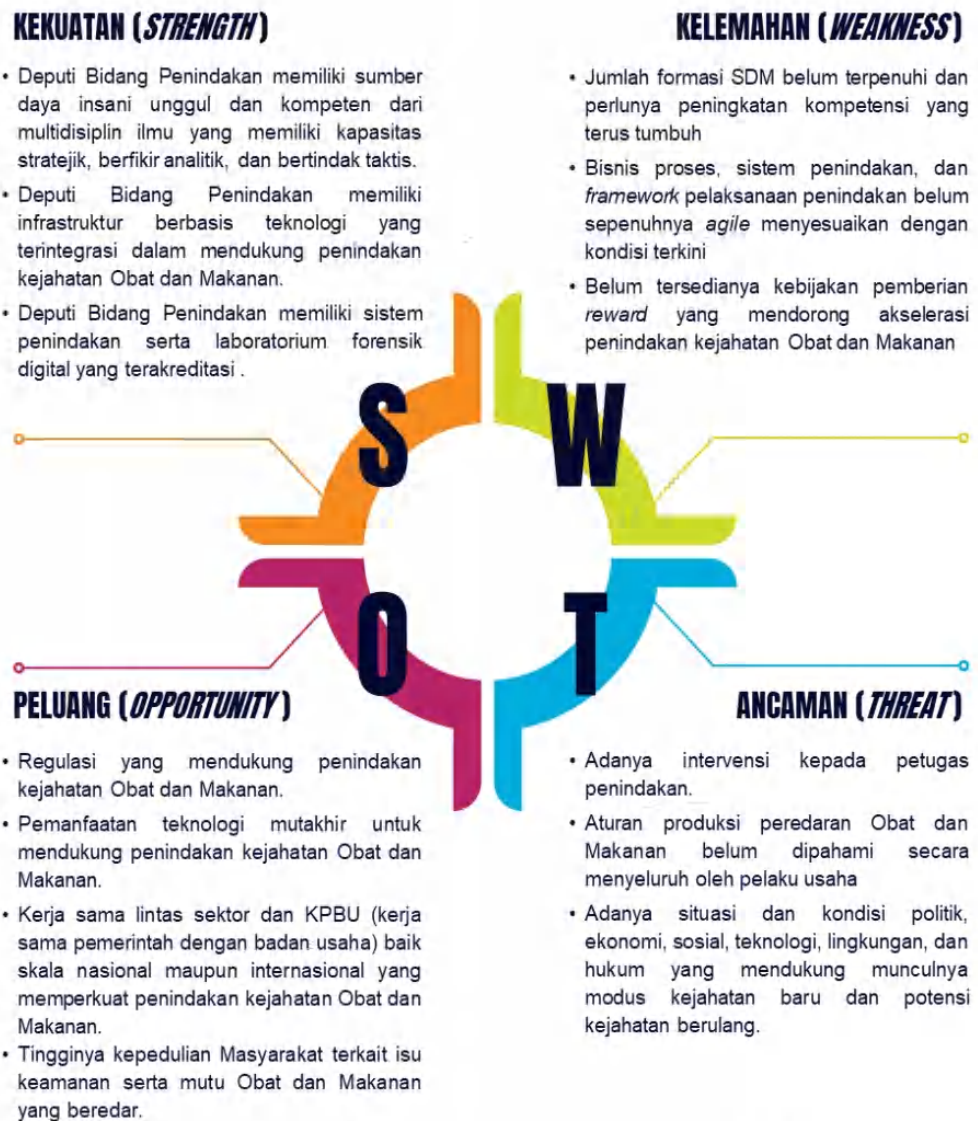 KEKUATAN (STRENGTH)
• Deputi Bidang Penindakan memiliki sumber
daya insani unggul dan kompeten dari
multidisiplin ilmu yang memiliki kapasitas
stratejik, berfikir analitik, dan bertindak taktis.
• Deputi Bidang Penindakan memiliki
infrastruktur berbasis teknologi yang
terintegrasi dalam mendukung penindakan
kejahatan Obat dan Makanan.
• Deputi Bidang Penindakan memiliki sistem
penindakan serta laboratorium forensik
digital yang terakreditasi .
KELEMAHAN (WEAKNESS)
• Jumlah formasi SDM belum terpenuhi dan
perlunya peningkatan kompetensi yang
terus tumbuh
• Bisnis proses, sistem penindakan, dan
framework pelaksanaan penindakan belum
sepenuhnya agile menyesuaikan dengan
kondisi terkini
• Belum tersedianya kebijakan pemberian
reward yang mendorong akselerasi
penindakan kejahatan Obat dan Makanan
S
W
O
T
PELUANG (OPPORTUNITY)
• Regulasi yang mendukung penindakan
kejahatan Obat dan Makanan.
• Pemanfaatan teknologi mutakhir untuk
mendukung penindakan kejahatan Obat dan
Makanan.
• Kerja sama lintas sektor dan KPBU (kerja
sama pemerintah dengan badan usaha) baik
skala nasional maupun internasional yang
memperkuat penindakan kejahatan Obat dan
Makanan.
• Tingginya kepedulian Masyarakat terkait isu
keamanan serta mutu Obat dan Makanan
yang beredar.
ANCAMAN (THREAT)
• Adanya intervensi kepada petugas
penindakan.
• Aturan produksi peredaran Obat dan
Makanan belum dipahami secara
menyeluruh oleh pelaku usaha
• Adanya situasi dan kondisi politik,
ekonomi, sosial, teknologi, lingkungan, dan
hukum yang mendukung munculnya
modus kejahatan baru dan potensi
kejahatan berulang.